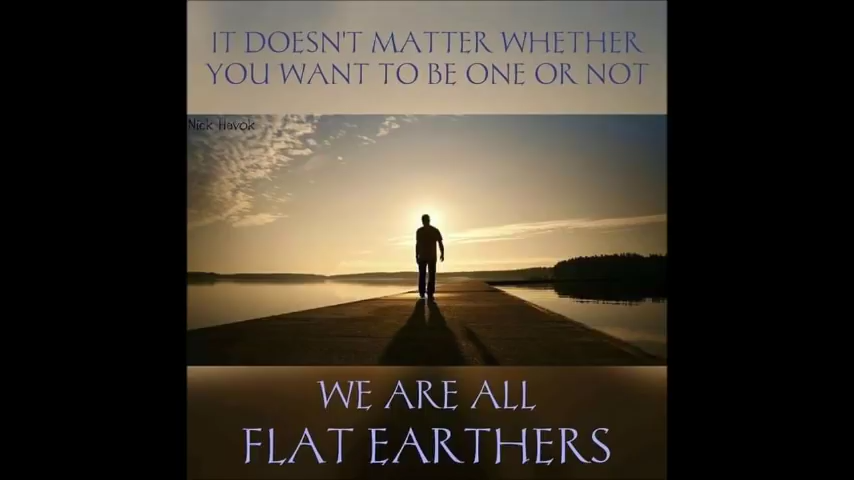 IT DOESN'T MATTER WHETHER
YOU WANT TO BE ONE OR NOT
Nick Havok
WE ARE ALL
FLAT EARTHERS